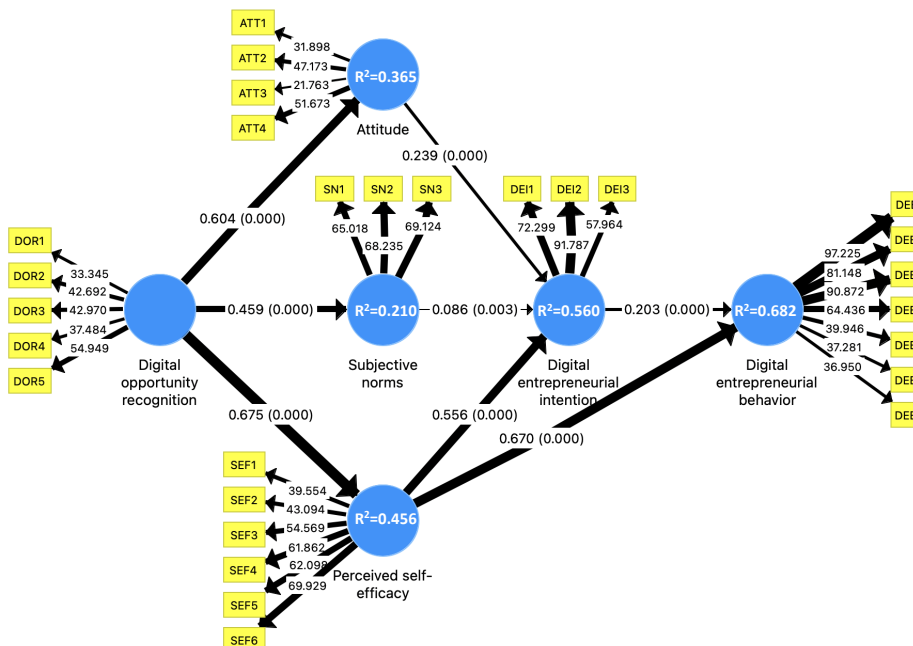 ATT1
ATT2
ATT3
ATT4
31.898
47.173
21.763
51.673
R²=0.365
Attitude
0.239 (0.000)
0.604 (0.000)
SN1
SN2
SN3
65.018
68.235
69.124
DEI1
DEI2
DEI3
72.299
91.787
57.964
DOR1
DOR2
DOR3
DOR4
DOR5
33.345
42.692
42.970
37.484
54.949
Digital
opportunity
recognition
0.459 (0.000)
R²=0.210
Subjective
norms
0.086 (0.003)
R²=0.560
Digital
entrepreneurial
intention
0.203 (0.000)
R²=0.682
Digital
entrepreneurial
behavior
97.225
81.148
90.872
64.436
39.946
37.281
36.950
0.675 (0.000)
0.556 (0.000)
0.670 (0.000)
SEF1
SEF2
SEF3
SEF4
SEF5
SEF6
39.554
43.094
54.569
61.862
62.098
69.929
R²=0.456
Perceived self-
efficacy